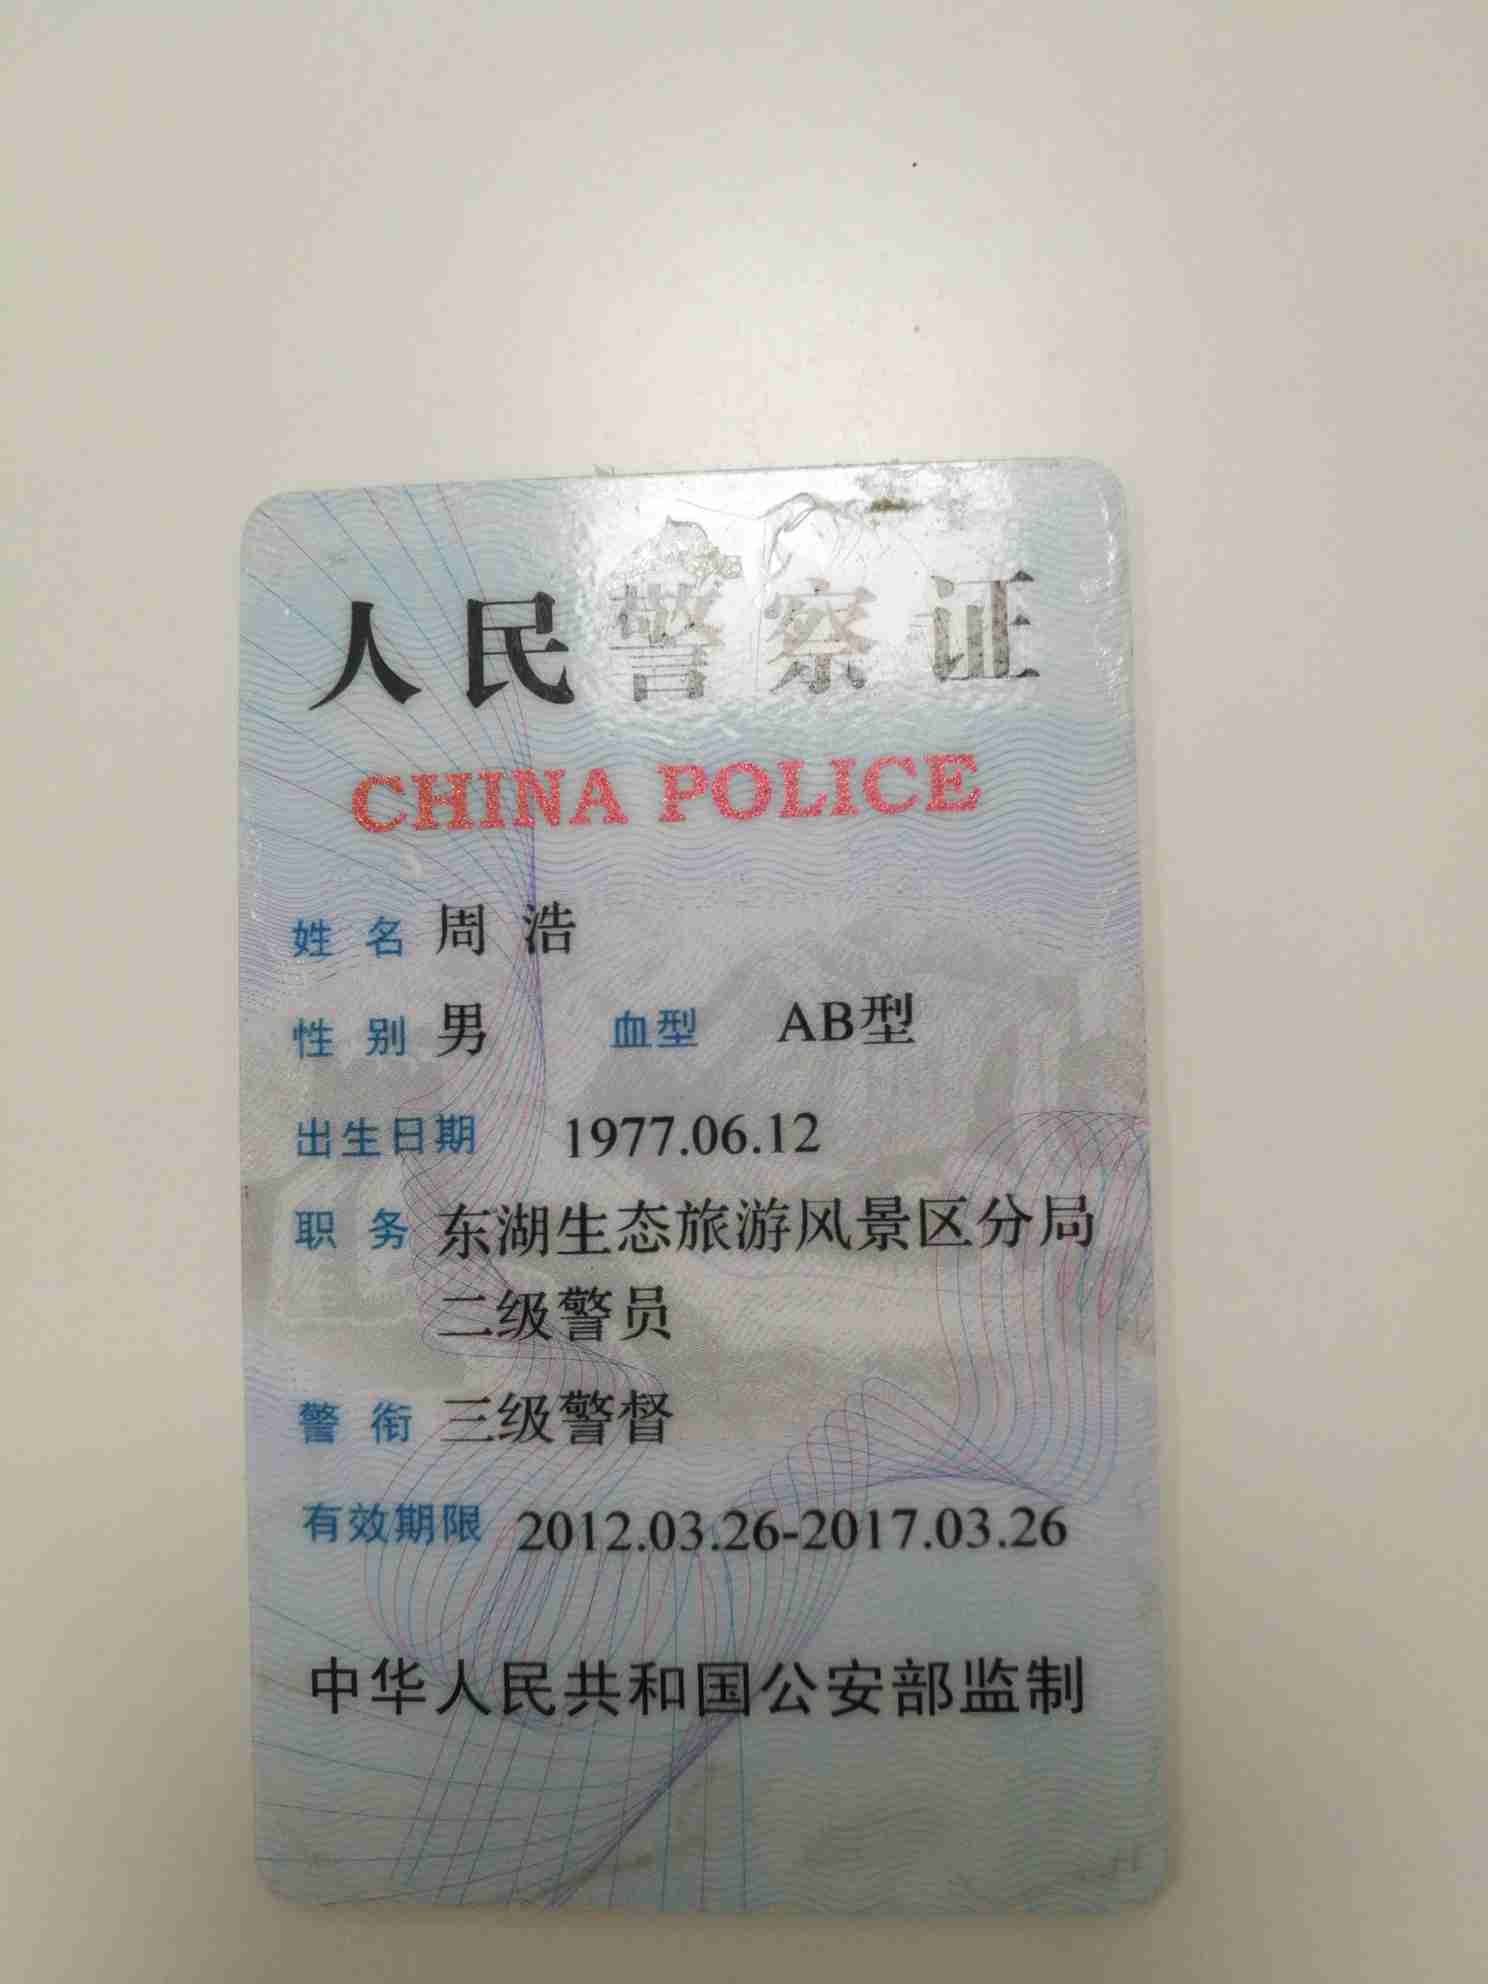 人民警察证
CHINA POLICE
姓 名 周 浩
性 别 男 血型 AB型
出生日期 1977.06.12
职 务 东湖生态旅游风景区分局
二级警员
警 衔 三级警督
有效期限 2012.03.26-2017.03.26
中华人民共和国公安部监制